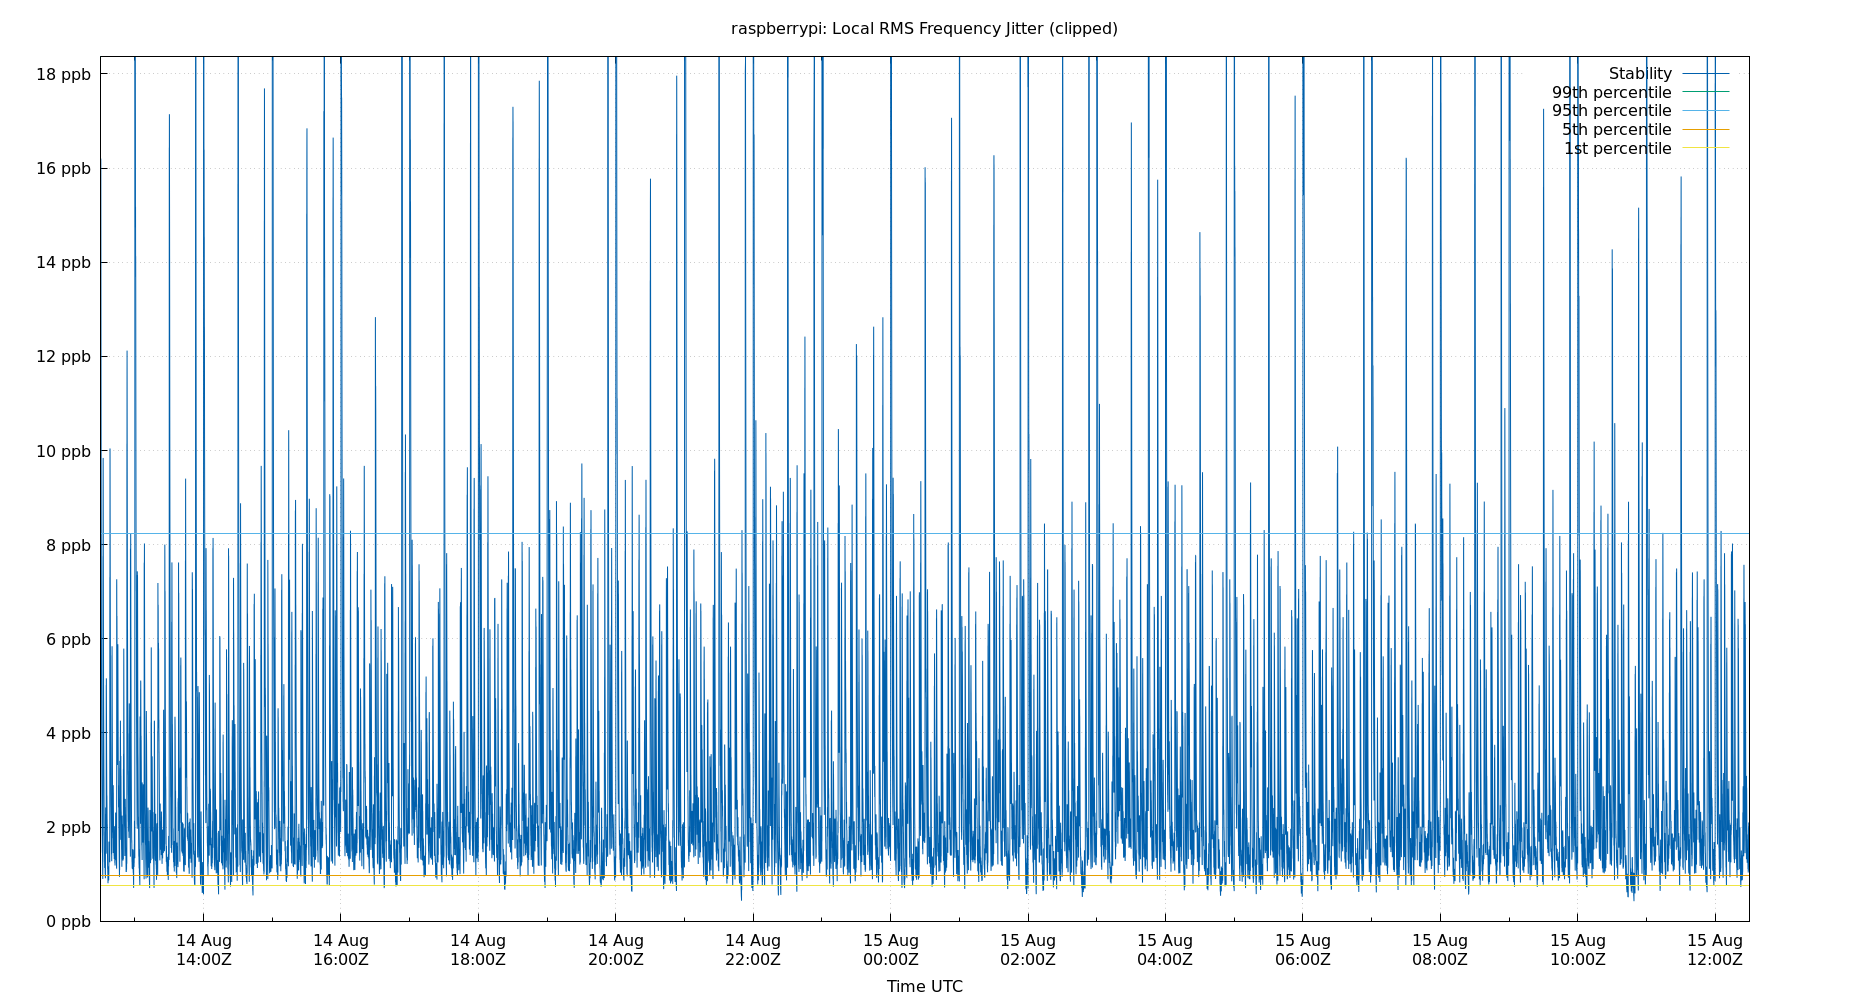 raspberrypi: Local RMS Frequency Jitter (clipped)
18 ppb
16 ppb
14 ppb
12 ppb
10 ppb
8 ppb
6 ppb
4 ppb
2 ppb
0 ppb
Stability
99th percentile
95th percentile
5th percentile
1st percentile
14 Aug 14 Aug 14 Aug 14 Aug 14 Aug 15 Aug 15 Aug 15 Aug 15 Aug 15 Aug 15 Aug 15 Aug
14:00Z 16:00Z 18:00Z 20:00Z 22:00Z 00:00Z 02:00Z 04:00Z 06:00Z 08:00Z 10:00Z 12:00Z
Time UTC